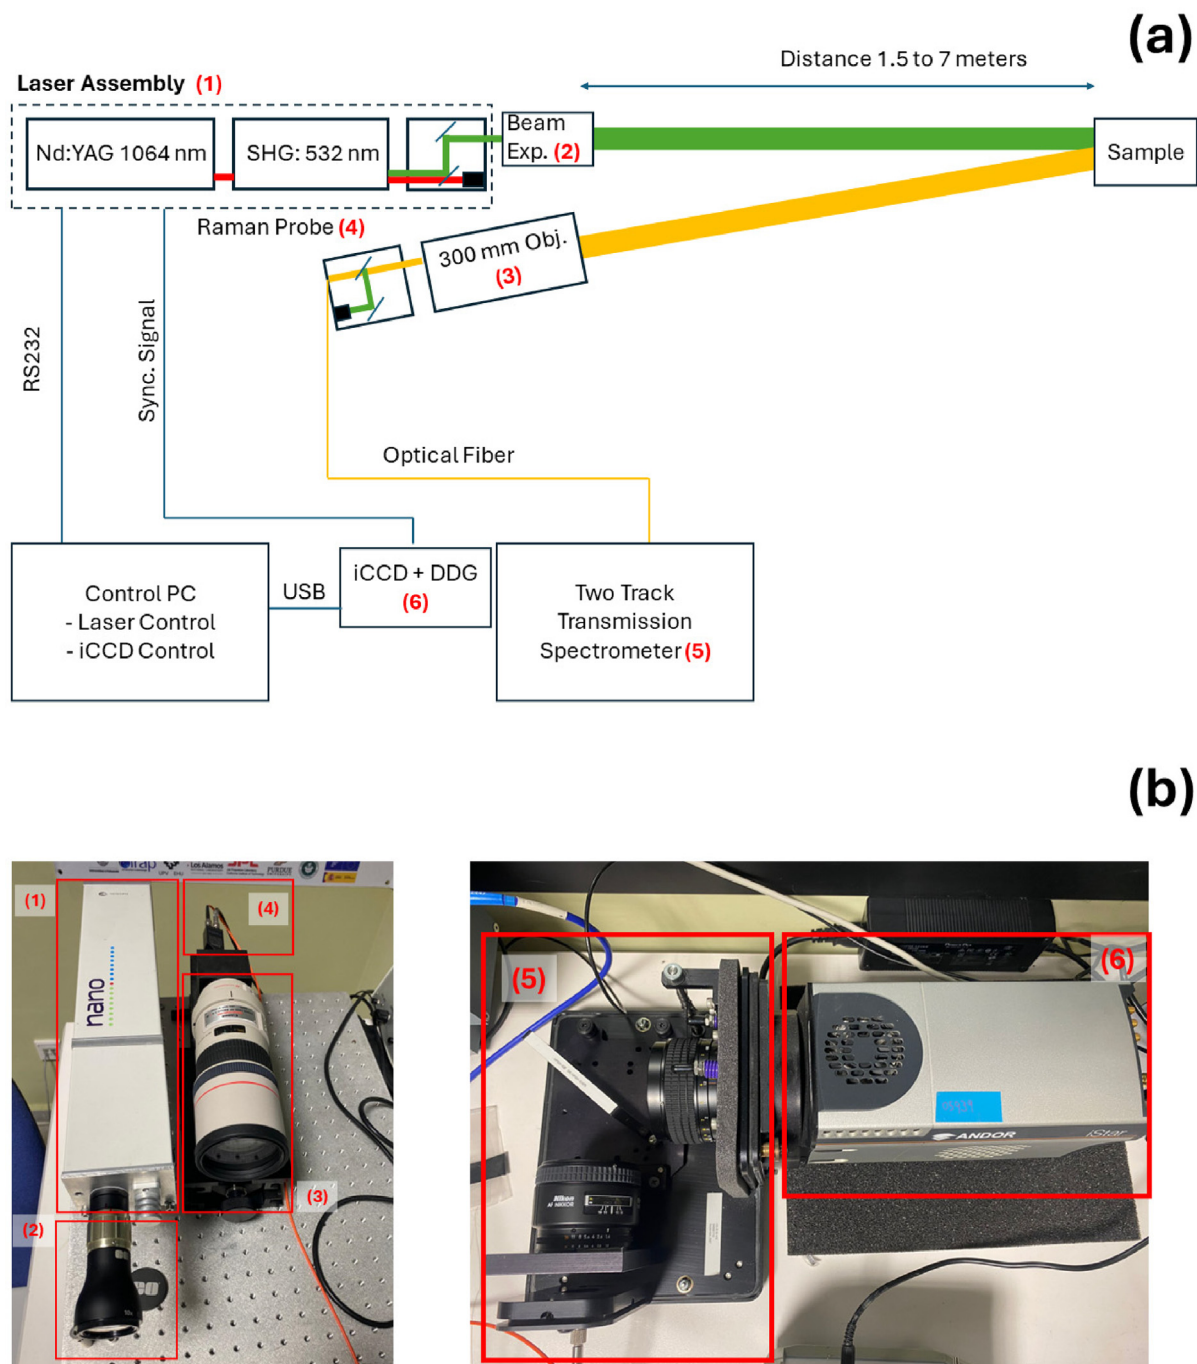 (a)
Distance 1.5 to 7 meters
Laser Assembly (1)
Nd:YAG 1064 nm
SHG: 532 nm
Beam
Exp. (2)
Sample
Raman Probe (4)
300 mm Obj.
(3)
RS232
Sync. Signal
Optical Fiber
Control PC
- Laser Control
- iCCD Control
USB
iCCD + DDG
(6)
Two Track
Transmission
Spectrometer (5)
(b)
(1)
(4)
nano
(3)
(2)
(5)
(6)
ANDOR
iStar
Nikon
AF NIKKOR